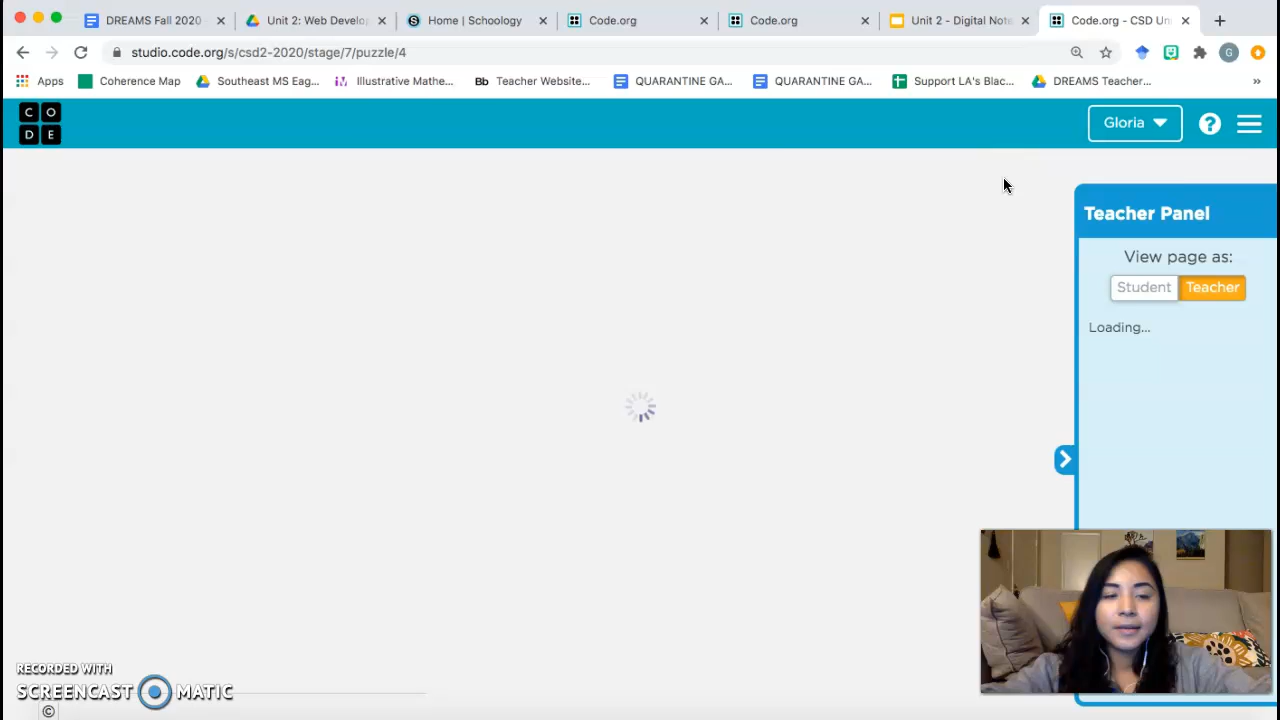 DREAMS Fall 2020
Unit 2: Web Develo
Home | Schoology
Code.org
Code.org
Unit 2 - Digital Note
Code.org - CSD Un
studio.code.org/s/csd2-2020/stage/7/puzzle/4
G
Apps
Coherence Map
Southeast MS Eag...
Illustrative Mathe...
Bb Teacher Website...
QUARANTINE GA...
QUARANTINE GA...
Support LA's Blac...
DREAMS Teacher...
»
C O
D E
Gloria
?
Teacher Panel
View page as:
Student
Teacher
Loading...
RECORDED WITH
SCREENCAST MATIC
©